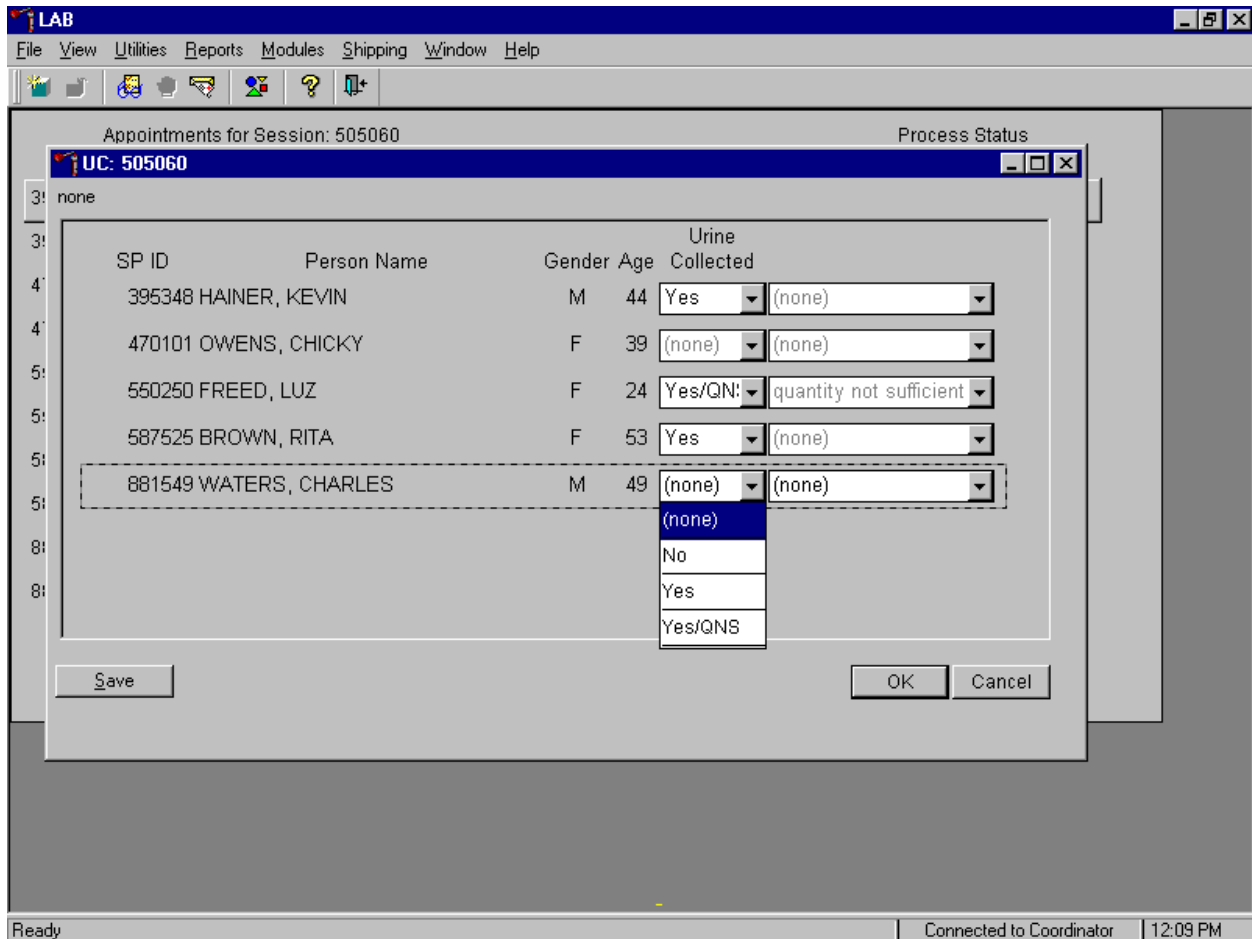 LAB
File View Utilities Reports Modules Shipping Window Help
Appointments for Session: 505060 Process Status
UC: 505060
none
Urine
SP ID Person Name Gender Age Collected
395348 HAINER, KEVIN M 44 Yes (none)
470101 OWENS, CHICKY F 39 (none) (none)
550250 FREED, LUZ F 24 Yes/QNS quantity not sufficient
587525 BROWN, RITA F 53 Yes (none)
881549 WATERS, CHARLES M 49 (none) (none)
(none)
No
Yes
Yes/QNS
Save OK Cancel
Ready Connected to Coordinator 12:09 PM